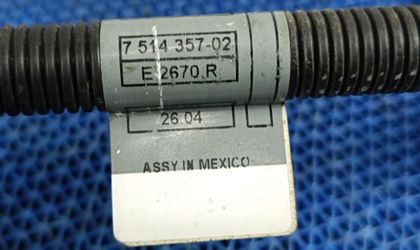 7 514 357-02
E 2670.R
26 04
ASSY IN MEXICO